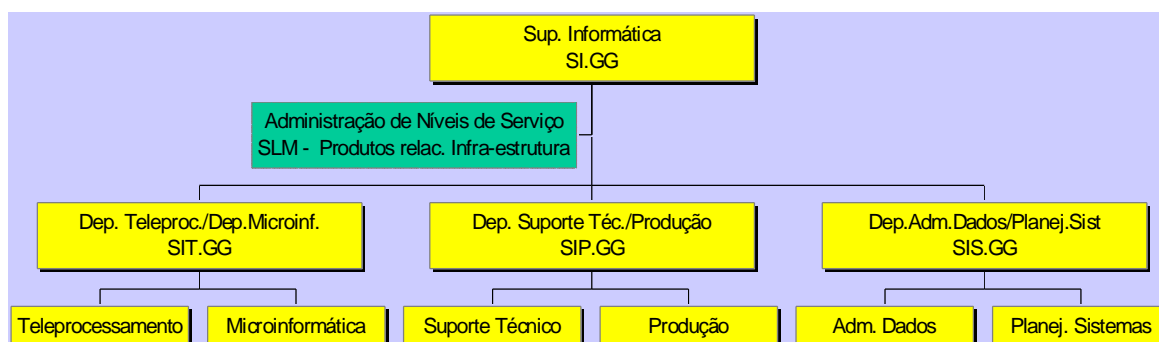 Sup. Informática
SI.GG
Administração de Níveis de Serviço
SLM - Produtos relac. Infra-estrutura
Dep. Teleproc./Dep.Microinf.
SIT.GG
Dep. Suporte Téc./Produção
SIP.GG
Dep.Adm.Dados/Planej.Sist
SIS.GG
Teleprocessamento
Microinformática
Suporte Técnico
Produção
Adm. Dados
Planej. Sistemas